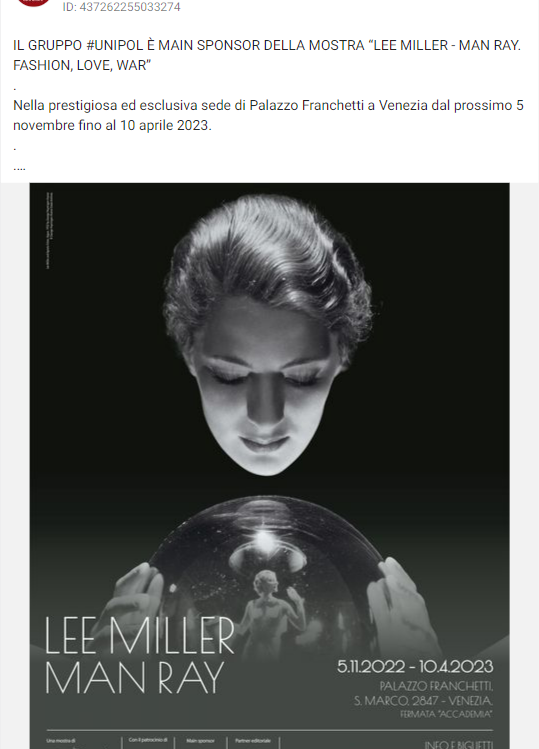 ID: 437262255033274
IL GRUPPO #UNIPOL È MAIN SPONSOR DELLA MOSTRA “LEE MILLER - MAN RAY.
FASHION, LOVE, WAR”
.
Nella prestigiosa ed esclusiva sede di Palazzo Franchetti a Venezia dal prossimo 5
novembre fino al 10 aprile 2023.
.
....
LEE MILLER
MAN RAY
5.11.2022 - 10.4.2023
PALAZZO FRANCHETTI,
S. MARCO, 2847 - VENEZIA.
FERMATA “ACCADEMIA”
Una mostra di
Con il patrocinio di
Main sponsor
Partner editoriale
INFO E BIGLIETTI